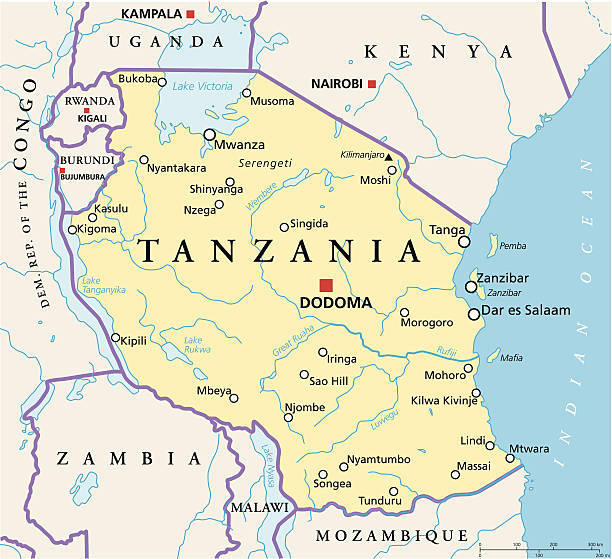 KAMPALA
UGANDA
KENYA
NAIROBI
Bukoba
Lake Victoria
Musoma
RWANDA
KIGALI
Mwanza
Serengeti
Kilimanjaro
Moshi
BURUNDI
BUJUMBURA
Nyantakara
Shinyanga
Wembere
Nzega
Kasulu
Kigoma
Singida
Tanga
Pemba
DEM. REP. OF THE CONGO
TANZANIA
Zanzibar
Zanzibar
Lake
Tanganyika
DODOMA
Dar es Salaam
Morogoro
INDIAN OCEAN
Kipili
Lake
Rukwa
Great Ruaha
Rufiji
Mafia
Iringa
Sao Hill
Mohoro
Mbeya
Njombe
Kilwa Kivinje
Luwegu
Lindi
Mtwara
ZAMBIA
Lake Nyasa
Nyamtumbo
Songea
Massai
Tunduru
MALAWI
MOZAMBIQUE
0 100 200 300 km
0 100 200 mi